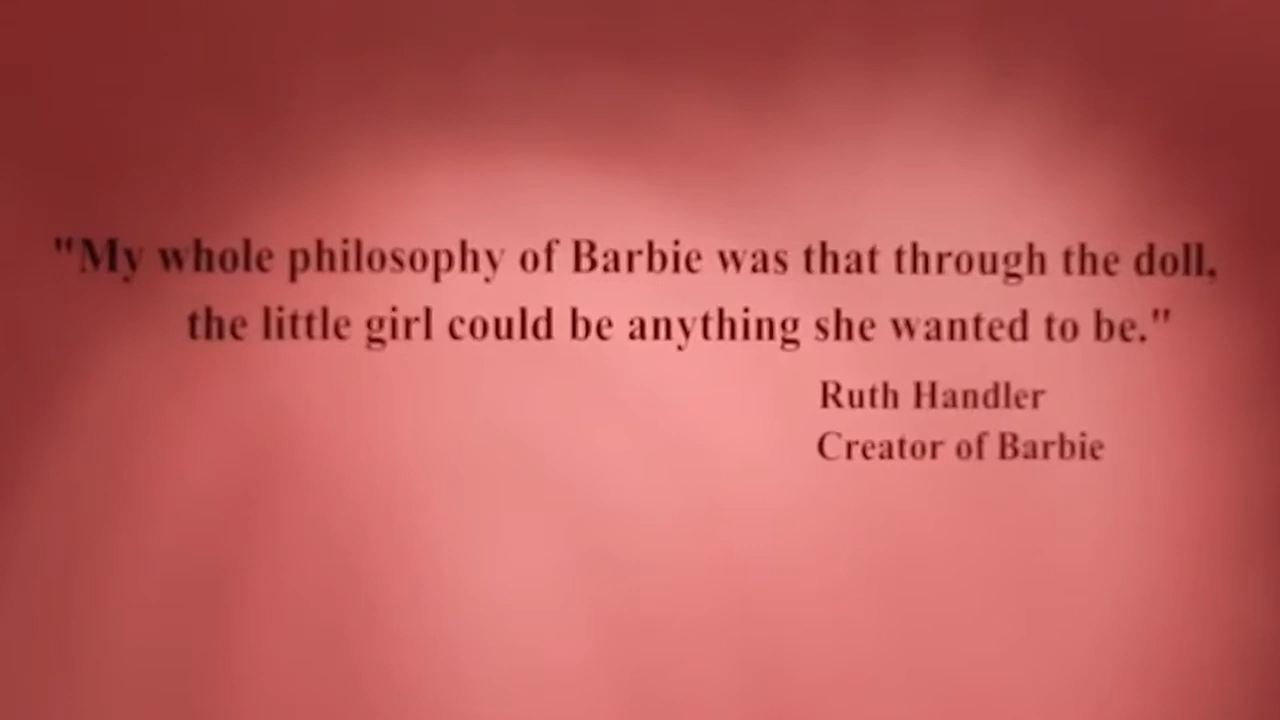 "My whole philosophy of Barbie was that through the doll,
the little girl could be anything she wanted to be."
Ruth Handler
Creator of Barbie